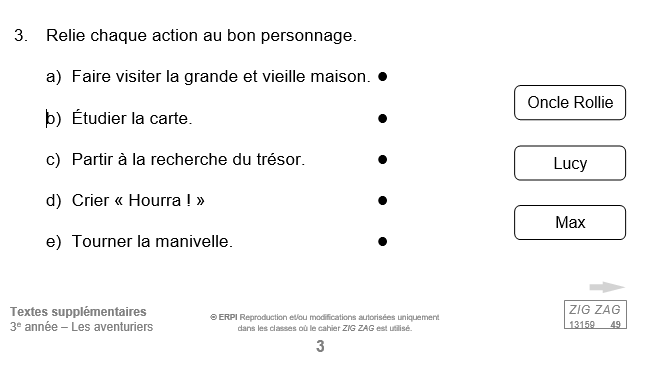 3. Relie chaque action au bon personnage.
a) Faire visiter la grande et vieille maison. ●
Oncle Rollie
b) Étudier la carte. ●
c) Partir à la recherche du trésor. ●
Lucy
d) Crier « Hourra ! » ●
Max
e) Tourner la manivelle. ●
Textes supplémentaires
3e année – Les aventuriers
© ERPI Reproduction et/ou modifications autorisées uniquement
dans les classes où le cahier ZIG ZAG est utilisé.
ZIG ZAG
13159 49
3